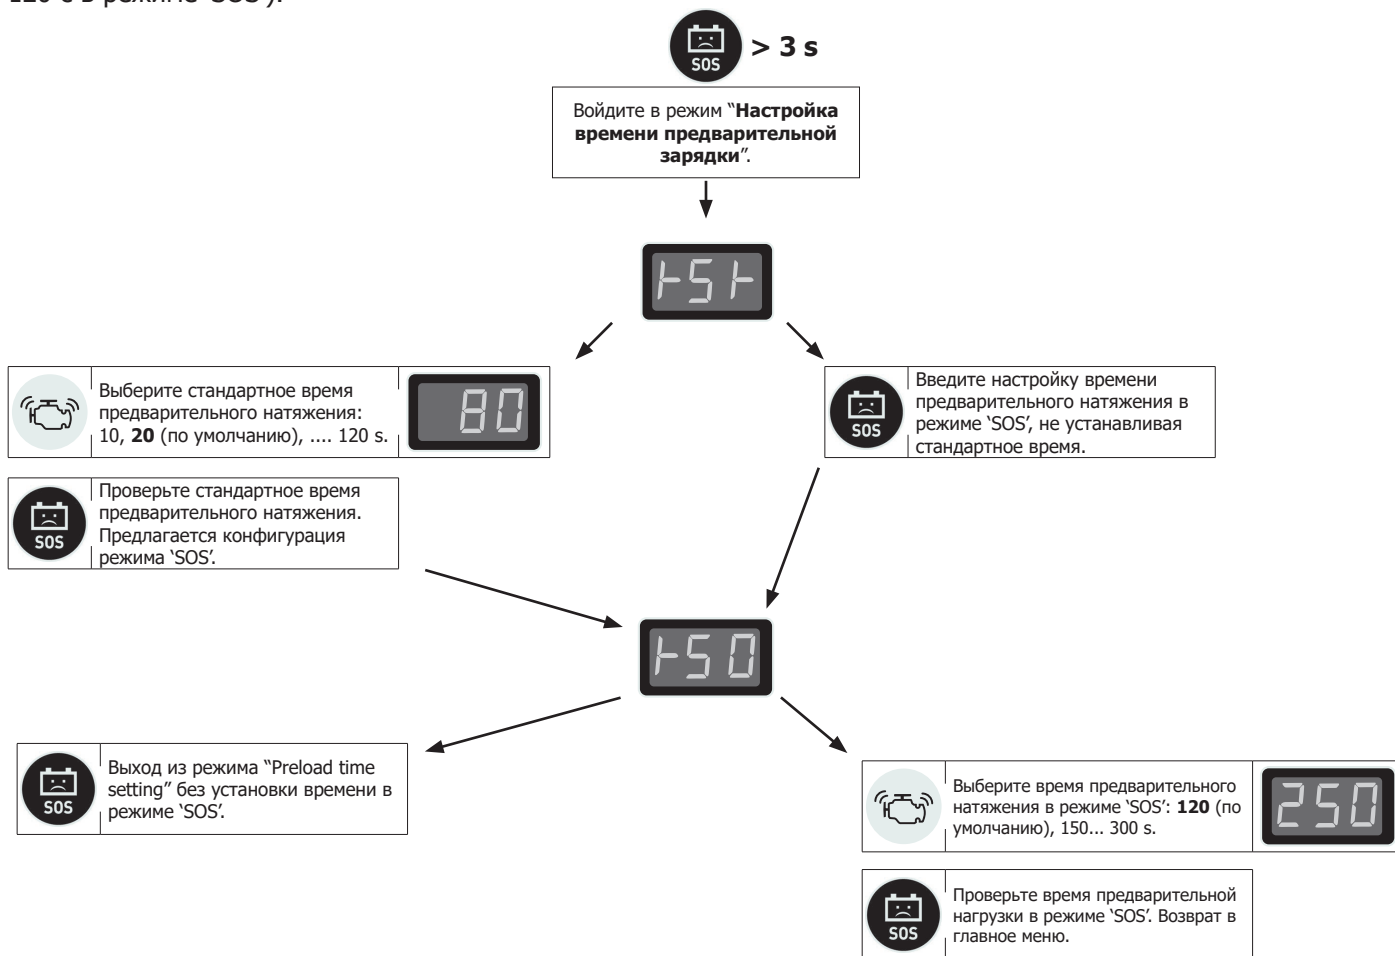 120 с в режиме ‘SOS’).
SOS
> 3 s
Войдите в режим “Настройка
времени предварительной
зарядки”.
tSt
Выберите стандартное время
предварительного натяжения:
10, 20 (по умолчанию), .... 120 s.
80
SOS
Введите настройку времени
предварительного натяжения в
режиме ‘SOS’, не устанавливая
стандартное время.
SOS
Проверьте стандартное время
предварительного натяжения.
Предлагается конфигурация
режима ‘SOS’.
tSO
SOS
Выход из режима “Preload time
setting” без установки времени в
режиме ‘SOS’.
Выберите время предварительного
натяжения в режиме ‘SOS’: 120 (по
умолчанию), 150... 300 s.
250
SOS
Проверьте время предварительной
нагрузки в режиме ‘SOS’. Возврат в
главное меню.